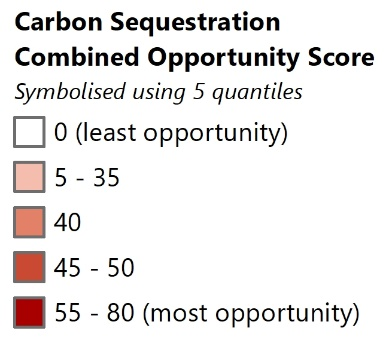 Carbon Sequestration
Combined Opportunity Score
Symbolised using 5 quantiles
0 (least opportunity)
5 - 35
40
45 - 50
55 - 80 (most opportunity)